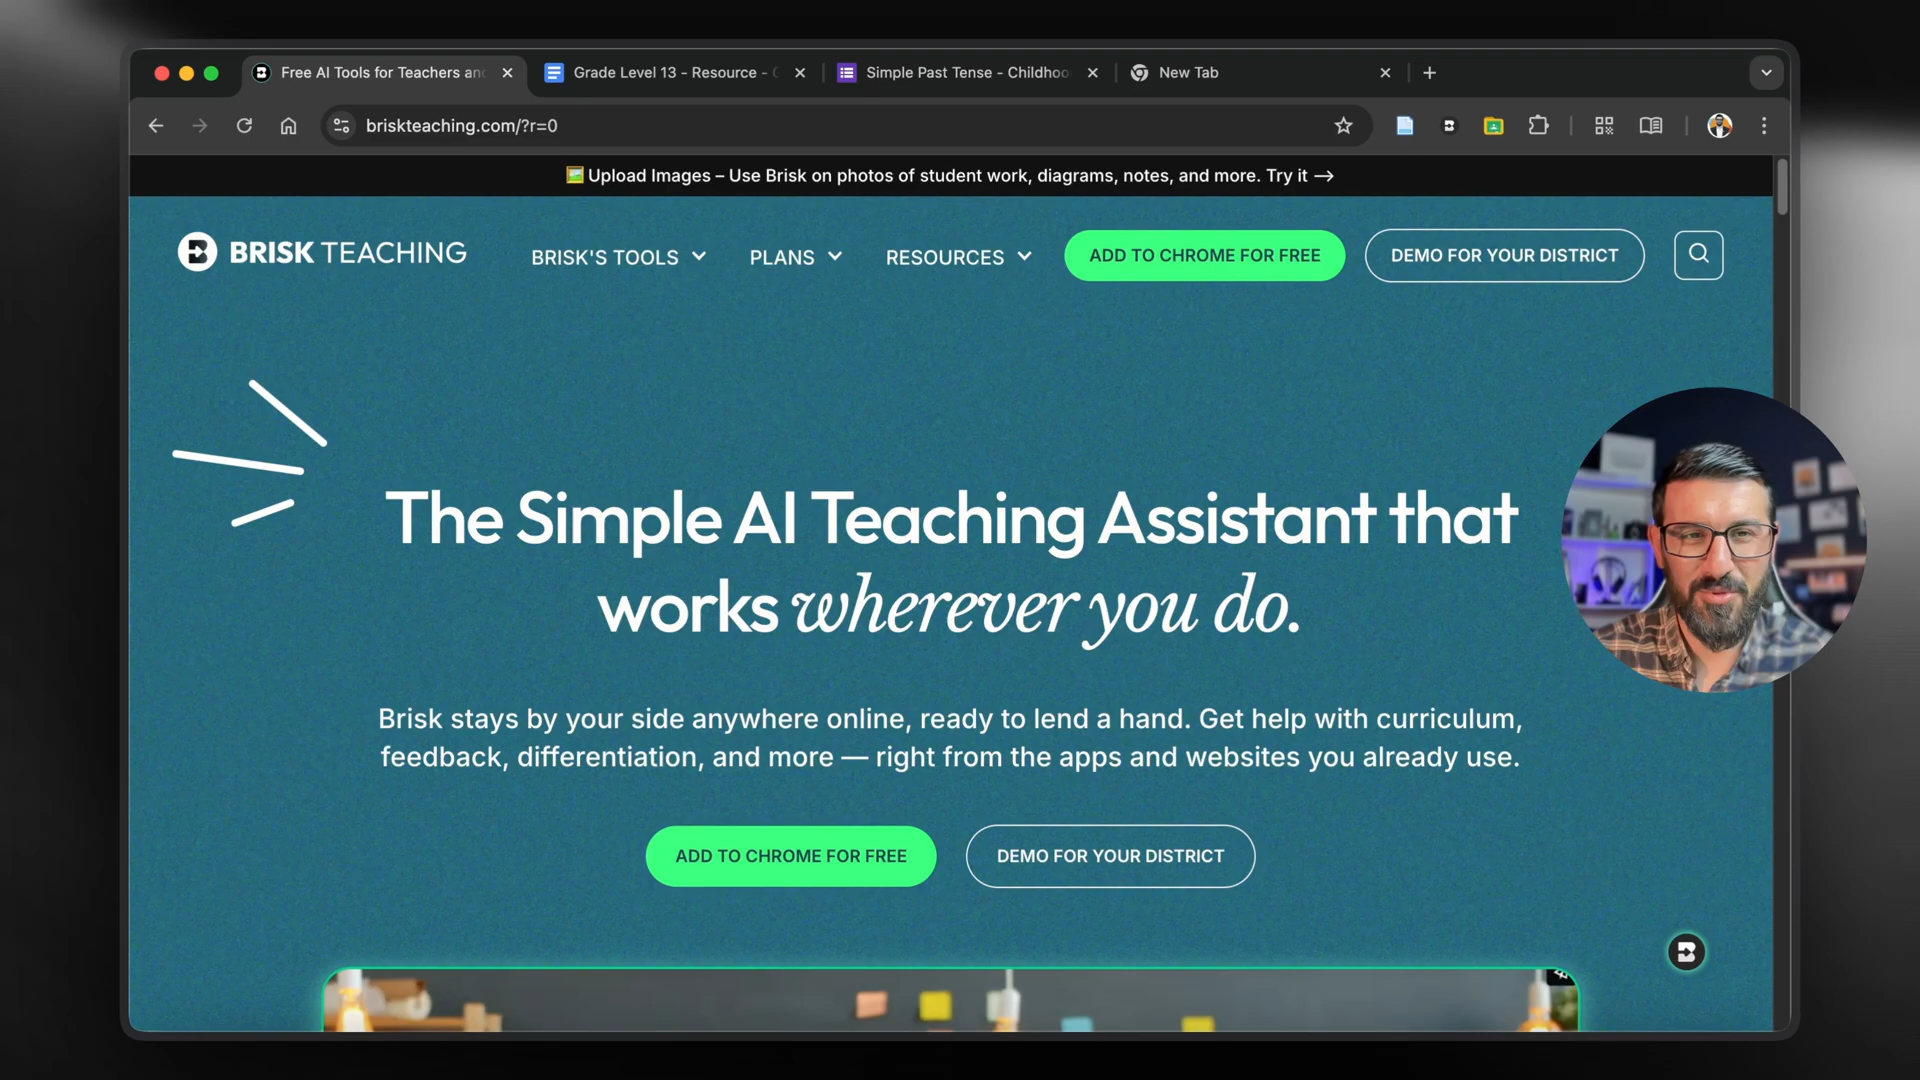 Free AI Tools for Teachers an
Grade Level 13 - Resource -
Simple Past Tense - Childhoo
New Tab
briskteaching.com/?r=0
Upload Images – Use Brisk on photos of student work, diagrams, notes, and more. Try it →
BRISK TEACHING
BRISK'S TOOLS
PLANS
RESOURCES
ADD TO CHROME FOR FREE
DEMO FOR YOUR DISTRICT
The Simple AI Teaching Assistant that
works wherever you do.
Brisk stays by your side anywhere online, ready to lend a hand. Get help with curriculum,
feedback, differentiation, and more — right from the apps and websites you already use.
ADD TO CHROME FOR FREE
DEMO FOR YOUR DISTRICT